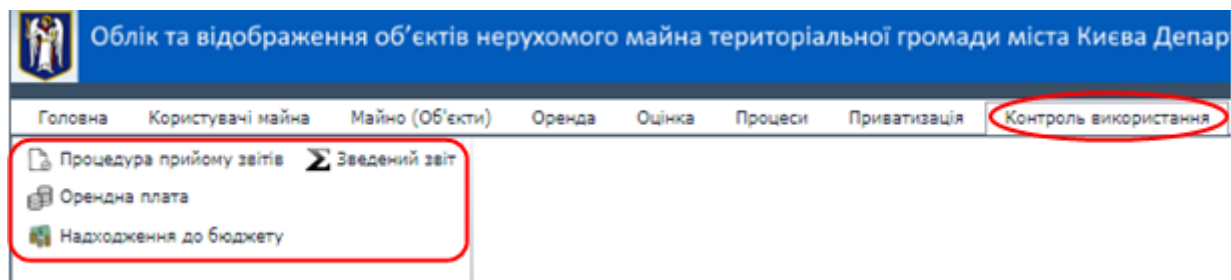 Облік та відображення об’єктів нерухомого майна територіальної громади міста Києва Депар
Головна Користувачі майна Майно (Об'єкти) Оренда Оцінка Процеси Приватизація Контроль використання
Процедура прийому звітів Зведений звіт
Орендна плата
Надходження до бюджету